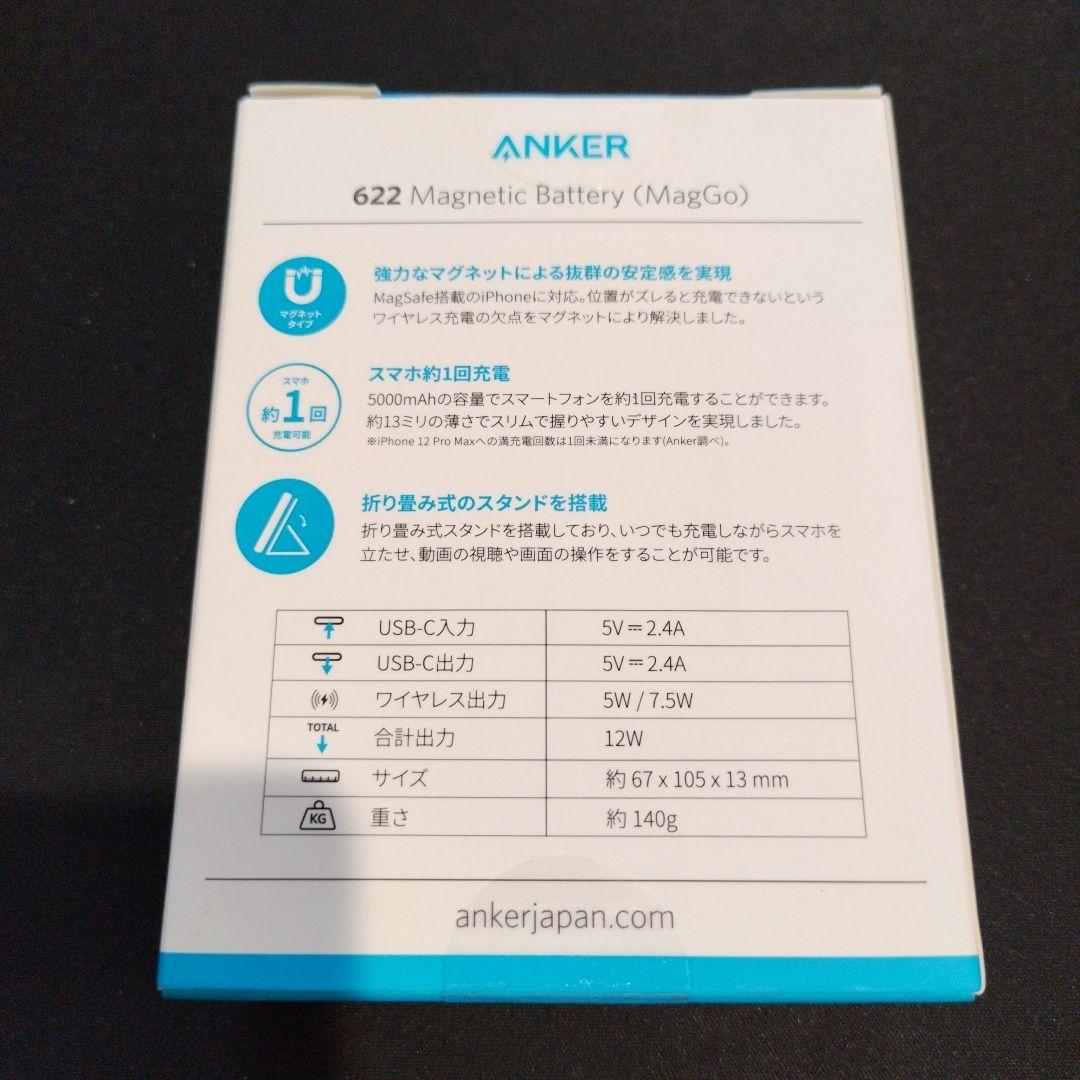 ANKER
622 Magnetic Battery (MagGo)
マグネット
タイプ
強力なマグネットによる抜群の安定感を実現
MagSafe搭載のiPhoneに対応。位置がズレると充電できないという
ワイヤレス充電の欠点をマグネットにより解決しました。
スマホ
約1回
充電可能
スマホ約1回充電
5000mAhの容量でスマートフォンを約1回充電することができます。
約13ミリの薄さでスリムで握りやすいデザインを実現しました。
※iPhone 12 Pro Maxへの満充電回数は1回未満になります(Anker調べ)。
折り畳み式のスタンドを搭載
折り畳み式スタンドを搭載しており、いつでも充電しながらスマホを
立たせ、動画の視聴や画面の操作をすることが可能です。
USB-C入力 5V⎓2.4A
USB-C出力 5V⎓2.4A
ワイヤレス出力 5W / 7.5W
TOTAL 合計出力 12W
サイズ 約 67 x 105 x 13 mm
KG 重さ 約 140g
ankerjapan.com